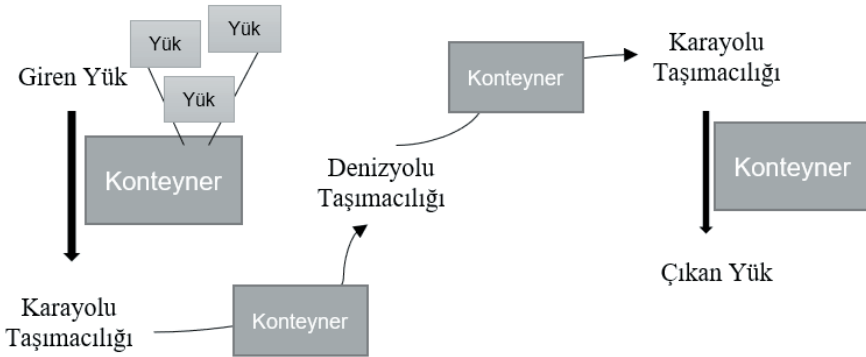 Giren Yük
Yük
Yük
Yük
Konteyner
Karayolu
Taşımacılığı
Konteyner
Denizyolu
Taşımacılığı
Konteyner
Karayolu
Taşımacılığı
Konteyner
Çıkan Yük